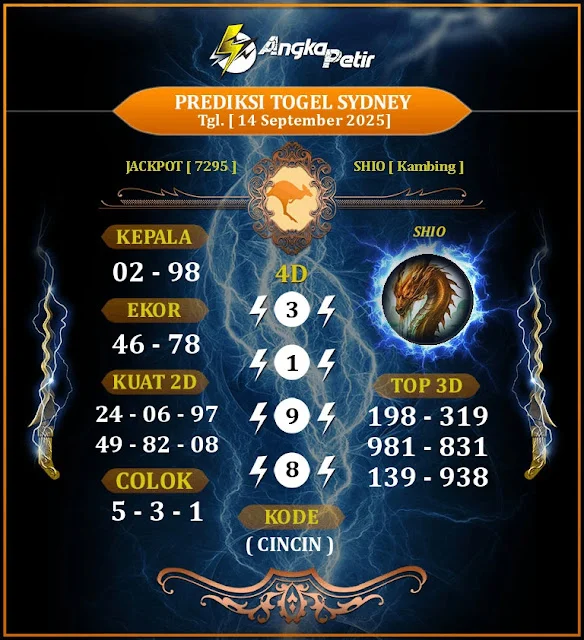 Angka Petir
PREDIKSI TOGEL SYDNEY
Tgl. [ 14 September 2025]
JACKPOT [ 7295 ]
SHIO [ Kambing ]
KEPALA
02 - 98
EKOR
46 - 78
KUAT 2D
24 - 06 - 97
49 - 82 - 08
COLOK
5 - 3 - 1
4D
3
1
9
8
KODE
( CINCIN )
SHIO
TOP 3D
198 - 319
981 - 831
139 - 938